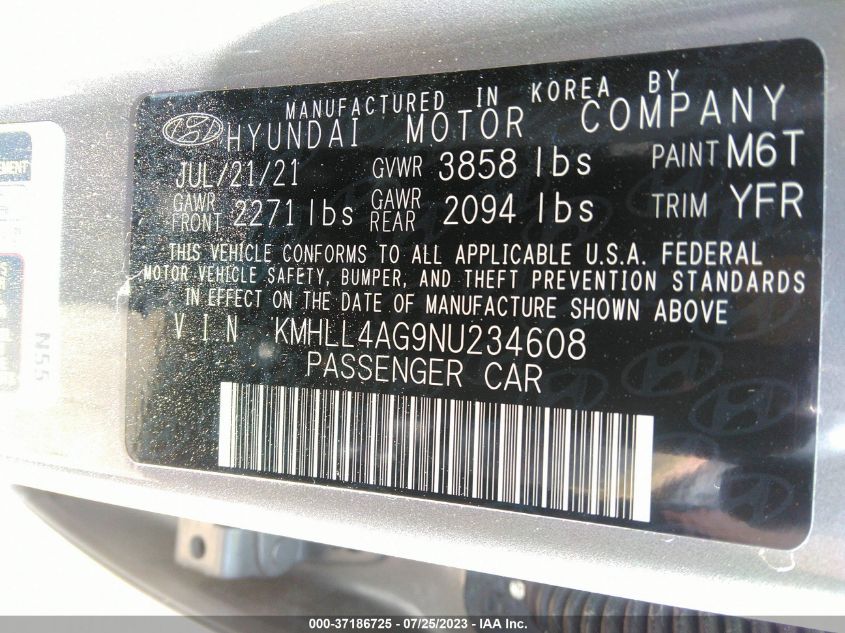 MANUFACTURED IN KOREA BY
HYUNDAI MOTOR COMPANY
JUL/21/21 GVWR 3858 lbs PAINT M6T
GAWR FRONT 2271 lbs GAWR REAR 2094 lbs TRIM YFR
THIS VEHICLE CONFORMS TO ALL APPLICABLE U.S.A. FEDERAL
MOTOR VEHICLE SAFETY, BUMPER, AND THEFT PREVENTION STANDARDS
IN EFFECT ON THE DATE OF MANUFACTURE SHOWN ABOVE
VIN KMHLL4AG9NU234608
PASSENGER CAR
N55
000-37186725 - 07/25/2023 - IAA Inc.